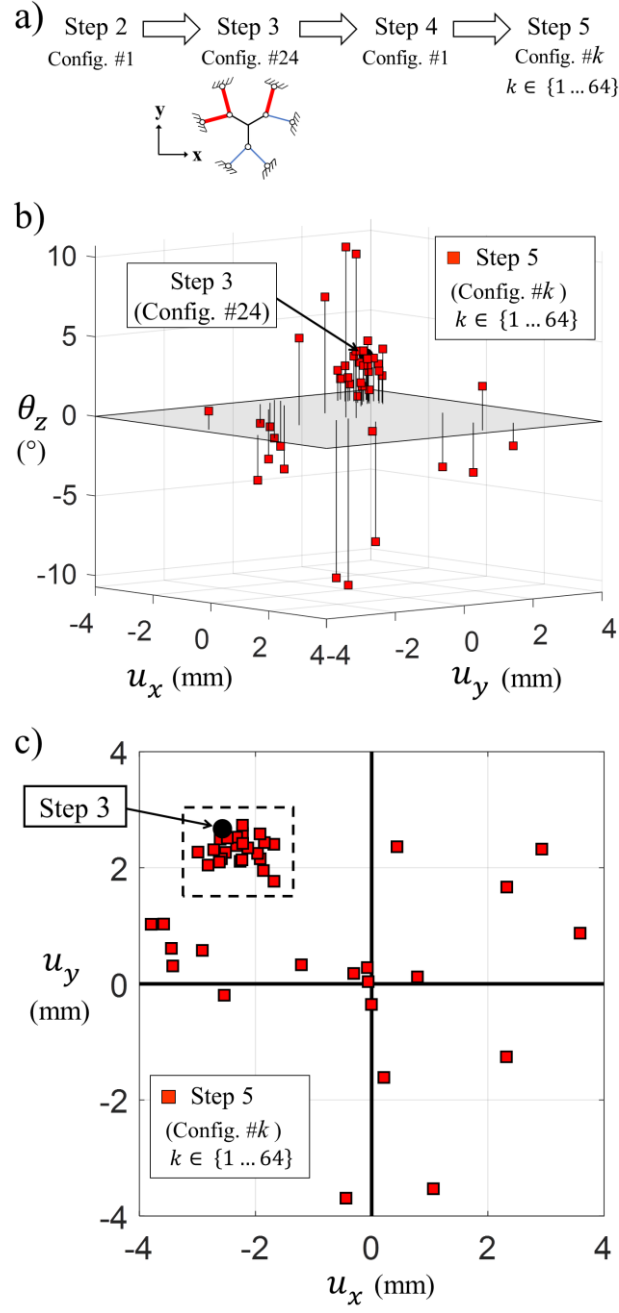 a)
Step 2 Step 3 Step 4 Step 5
Config. #1 Config. #24 Config. #1 Config. #k
k ∈ {1 … 64}
y
x
b)
10
5
0
-5
-10
θz
(°)
Step 3
(Config. #24)
Step 5
(Config. #k )
k ∈ {1 … 64}
-4 -2 0 2 4 -4 -2 0 2 4
ux (mm) uy (mm)
c)
4
2
0
-2
-4
uy
(mm)
Step 3
Step 5
(Config. #k )
k ∈ {1 … 64}
-4 -2 0 2 4
ux (mm)